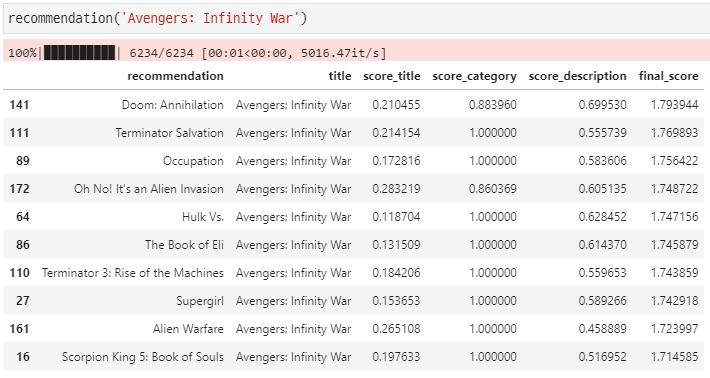 recommendation('Avengers: Infinity War')
100%|██████████| 6234/6234 [00:01<00:00, 5016.47it/s]
recommendation title score_title score_category score_description final_score
141 Doom: Annihilation Avengers: Infinity War 0.210455 0.883960 0.699530 1.793944
111 Terminator Salvation Avengers: Infinity War 0.214154 1.000000 0.555739 1.769893
89 Occupation Avengers: Infinity War 0.172816 1.000000 0.583606 1.756422
172 Oh No! It's an Alien Invasion Avengers: Infinity War 0.283219 0.860369 0.605135 1.748722
64 Hulk Vs. Avengers: Infinity War 0.118704 1.000000 0.628452 1.747156
86 The Book of Eli Avengers: Infinity War 0.131509 1.000000 0.614370 1.745879
110 Terminator 3: Rise of the Machines Avengers: Infinity War 0.184206 1.000000 0.559653 1.743859
27 Supergirl Avengers: Infinity War 0.153653 1.000000 0.589266 1.742918
161 Alien Warfare Avengers: Infinity War 0.265108 1.000000 0.458889 1.723997
16 Scorpion King 5: Book of Souls Avengers: Infinity War 0.197633 1.000000 0.516952 1.714585